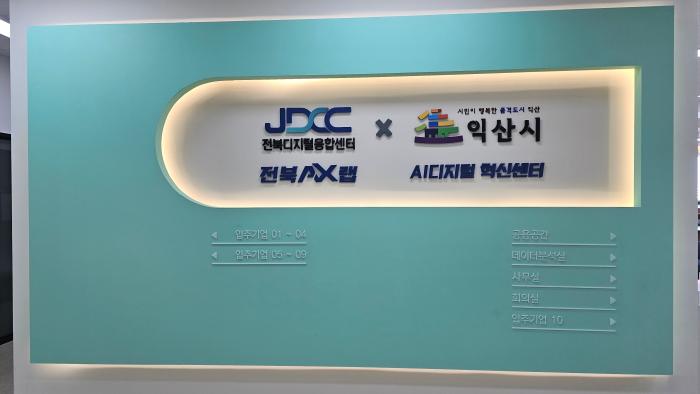 JDCC
전북디지털융합센터
전북AX랩
×
시민이 행복한 품격도시 익산
익산시
AI디지털 혁신센터
◀ 입주기업 01 ~ 04
◀ 입주기업 05 ~ 09
공용공간 ▶
데이터분석실 ▶
사무실 ▶
회의실 ▶
입주기업 10 ▶